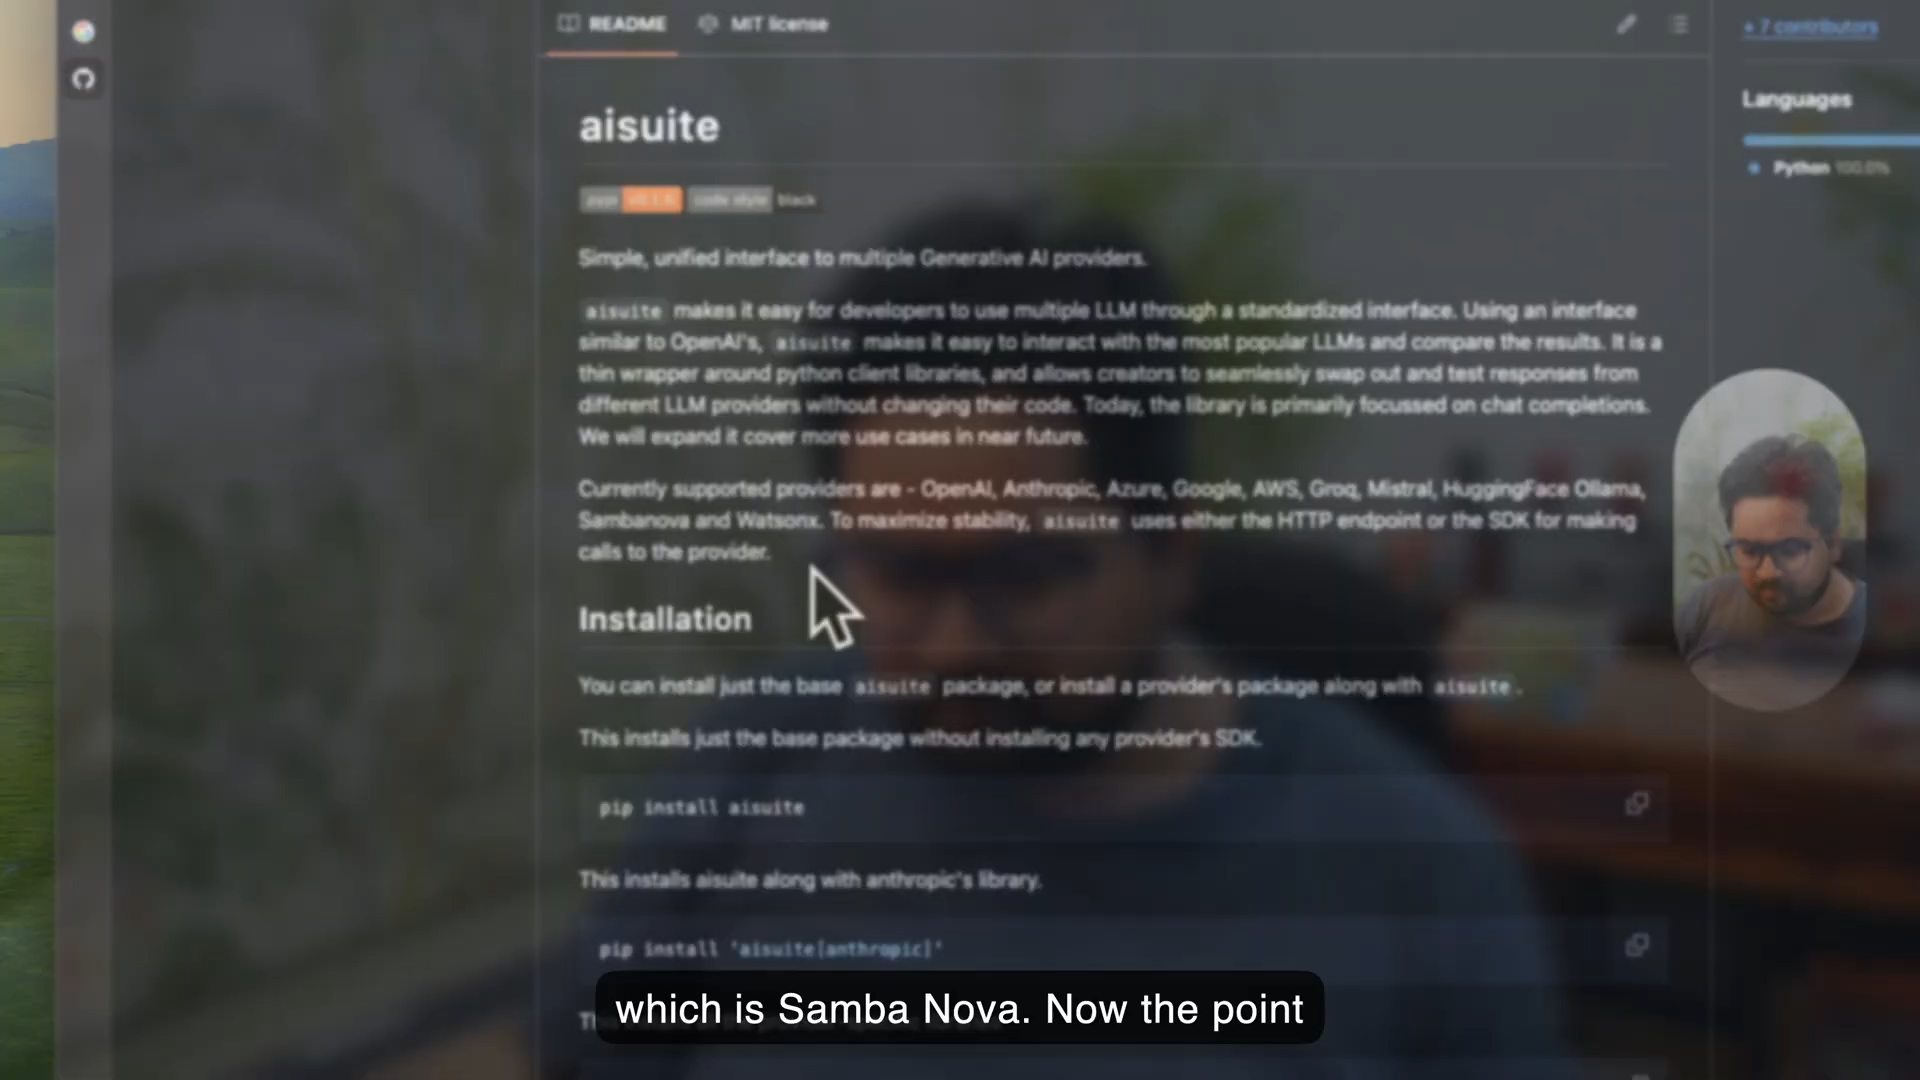 README MIT license
+ 7 contributors
Languages
Python 100.0%
aisuite
pypi code style black
Simple, unified interface to multiple Generative AI providers.
aisuite makes it easy for developers to use multiple LLM through a standardized interface. Using an interface
similar to OpenAI's, aisuite makes it easy to interact with the most popular LLMs and compare the results. It is a
thin wrapper around python client libraries, and allows creators to seamlessly swap out and test responses from
different LLM providers without changing their code. Today, the library is primarily focussed on chat completions.
We will expand it cover more use cases in near future.
Currently supported providers are - OpenAI, Anthropic, Azure, Google, AWS, Groq, Mistral, HuggingFace Ollama,
Sambanova and Watsonx. To maximize stability, aisuite uses either the HTTP endpoint or the SDK for making
calls to the provider.
Installation
You can install just the base aisuite package, or install a provider's package along with aisuite.
This installs just the base package without installing any provider's SDK.
pip install aisuite
This installs aisuite along with anthropic's library.
pip install 'aisuite[anthropic]'
which is Samba Nova. Now the point